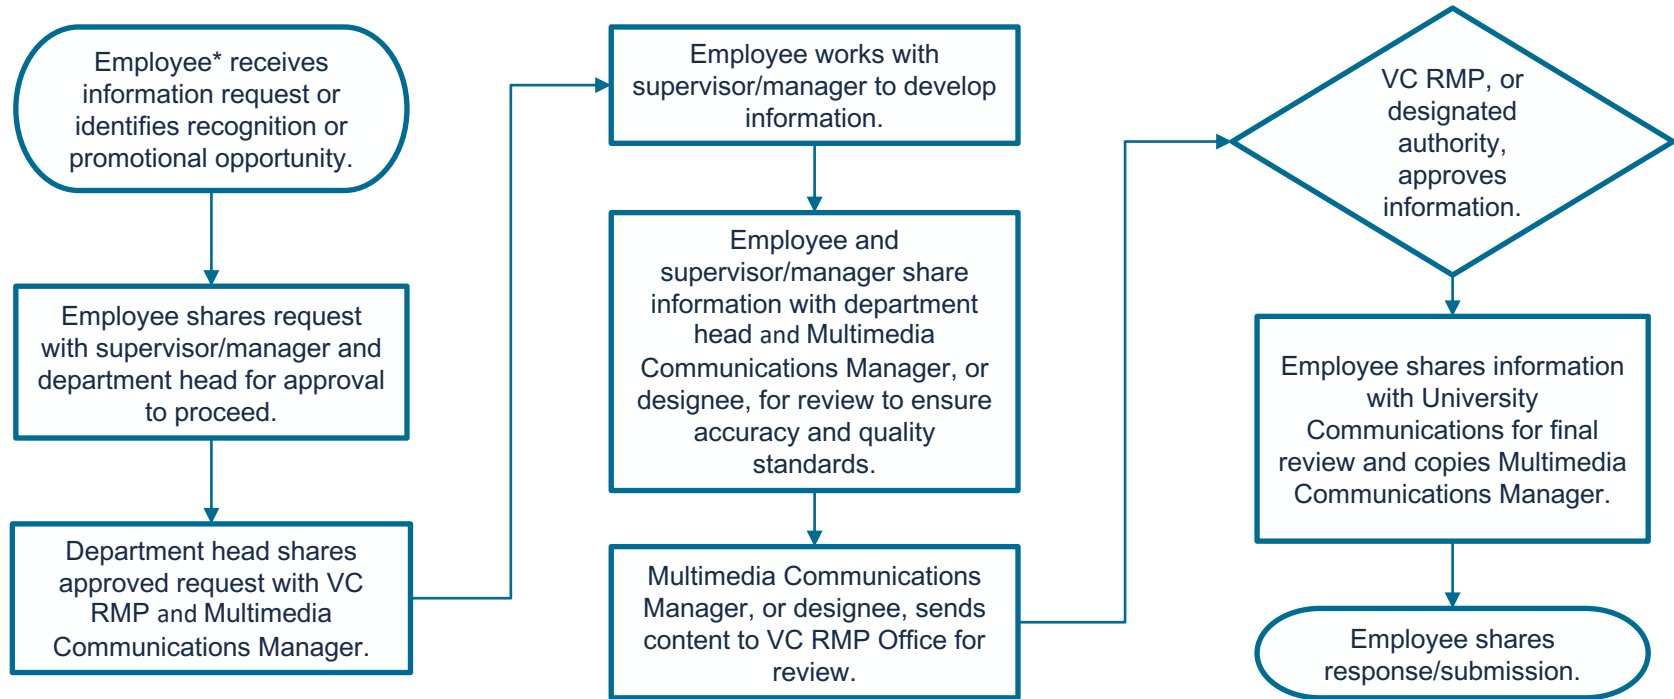 Employee* receives
information request or
identifies recognition or
promotional opportunity.
Employee shares request
with supervisor/manager and
department head for approval
to proceed.
Department head shares
approved request with VC
RMP and Multimedia
Communications Manager.
Employee works with
supervisor/manager to develop
information.
Employee and
supervisor/manager share
information with department
head and Multimedia
Communications Manager, or
designee, for review to ensure
accuracy and quality
standards.
Multimedia Communications
Manager, or designee, sends
content to VC RMP Office for
review.
VC RMP, or
designated
authority,
approves
information.
Employee shares information
with University
Communications for final
review and copies Multimedia
Communications Manager.
Employee shares
response/submission.